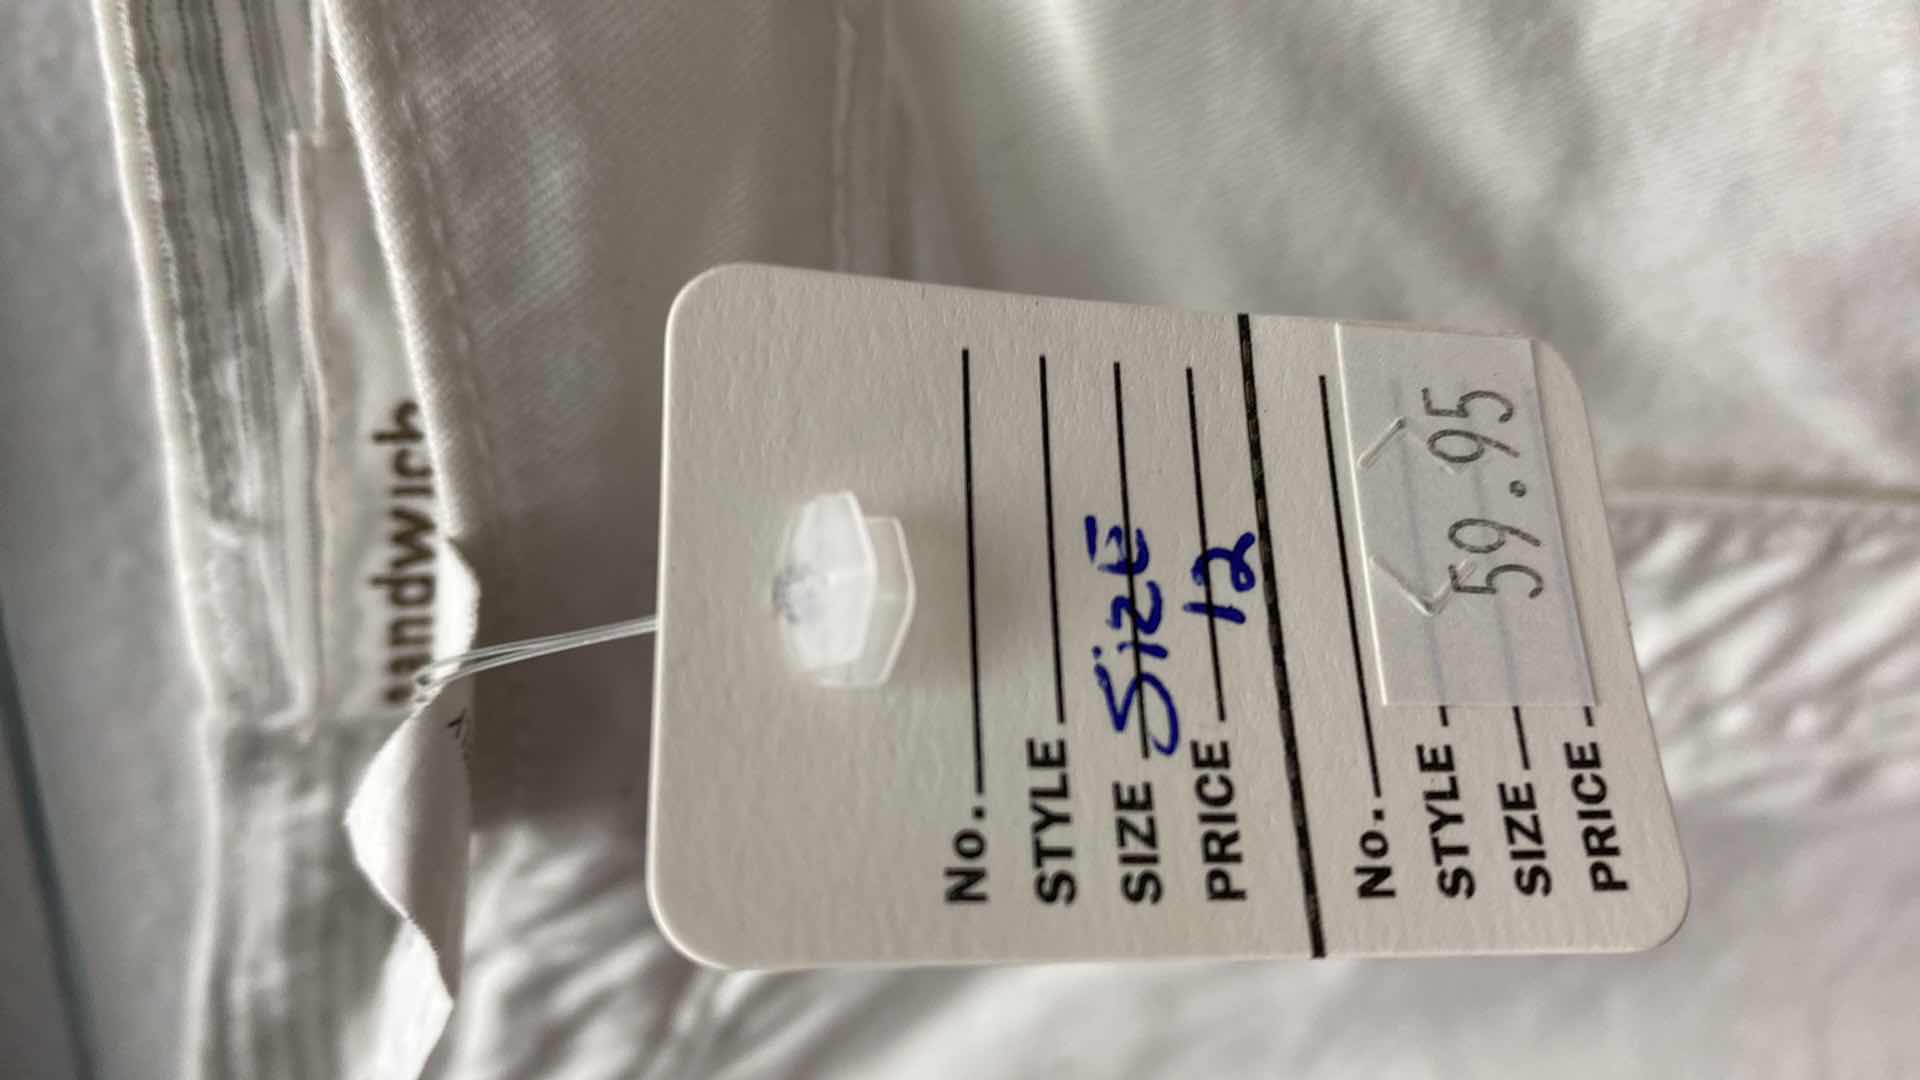 andwich
No.
STYLE
SIZE Size
PRICE 12
No.
STYLE
SIZE
PRICE
59.95